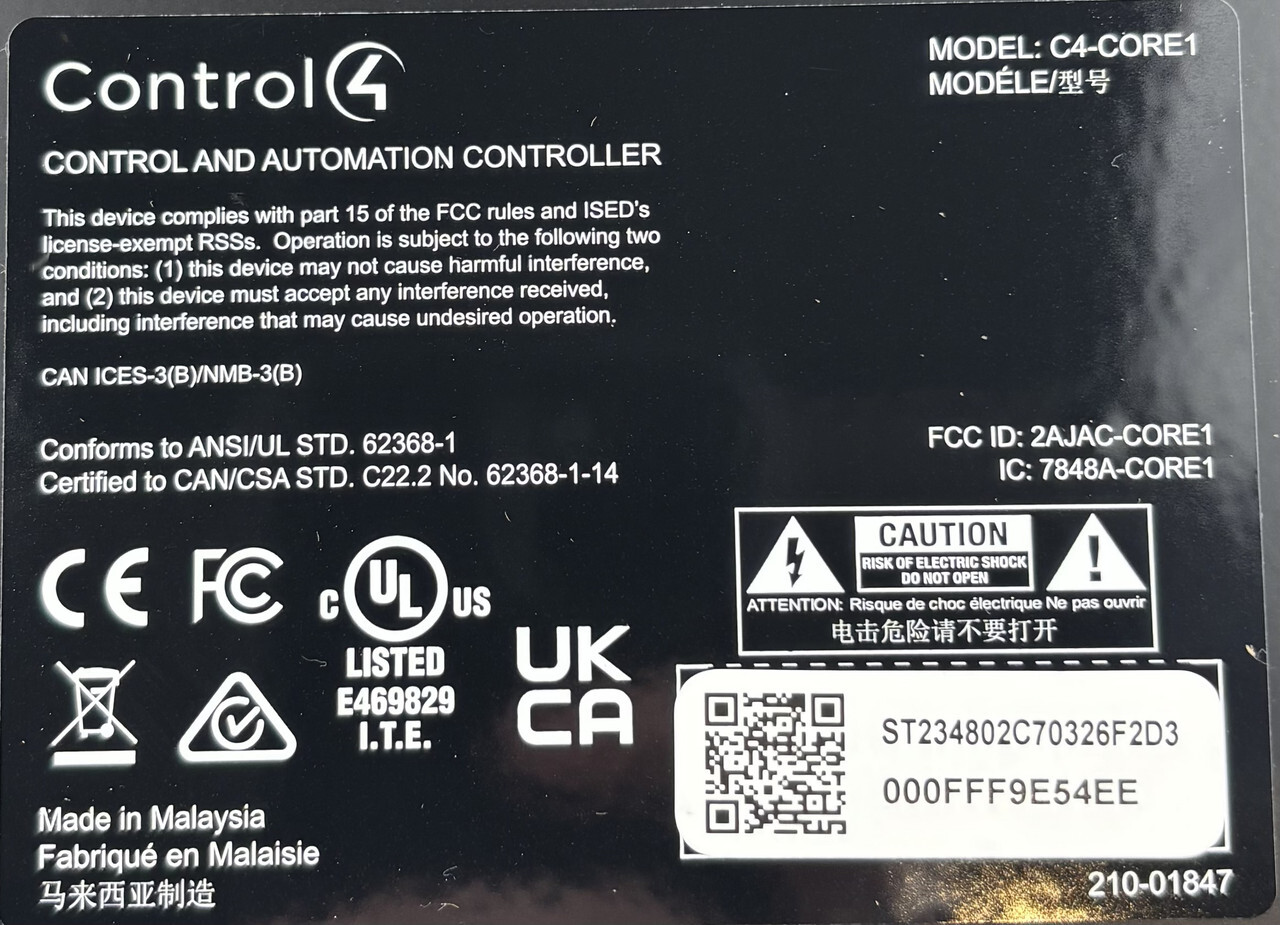 Control4
MODEL: C4-CORE1
MODÉLE/型号
CONTROL AND AUTOMATION CONTROLLER
This device complies with part 15 of the FCC rules and ISED's
license-exempt RSSs. Operation is subject to the following two
conditions: (1) this device may not cause harmful interference,
and (2) this device must accept any interference received,
including interference that may cause undesired operation.
CAN ICES-3(B)/NMB-3(B)
Conforms to ANSI/UL STD. 62368-1
Certified to CAN/CSA STD. C22.2 No. 62368-1-14
FCC ID: 2AJAC-CORE1
IC: 7848A-CORE1
CE FC C UL US
LISTED
E469829
I.T.E.
UK
CA
CAUTION
RISK OF ELECTRIC SHOCK
DO NOT OPEN
ATTENTION: Risque de choc électrique Ne pas ouvrir
电击危险请不要打开
ST234802C70326F2D3
000FFF9E54EE
Made in Malaysia
Fabriqué en Malaisie
马来西亚制造
210-01847